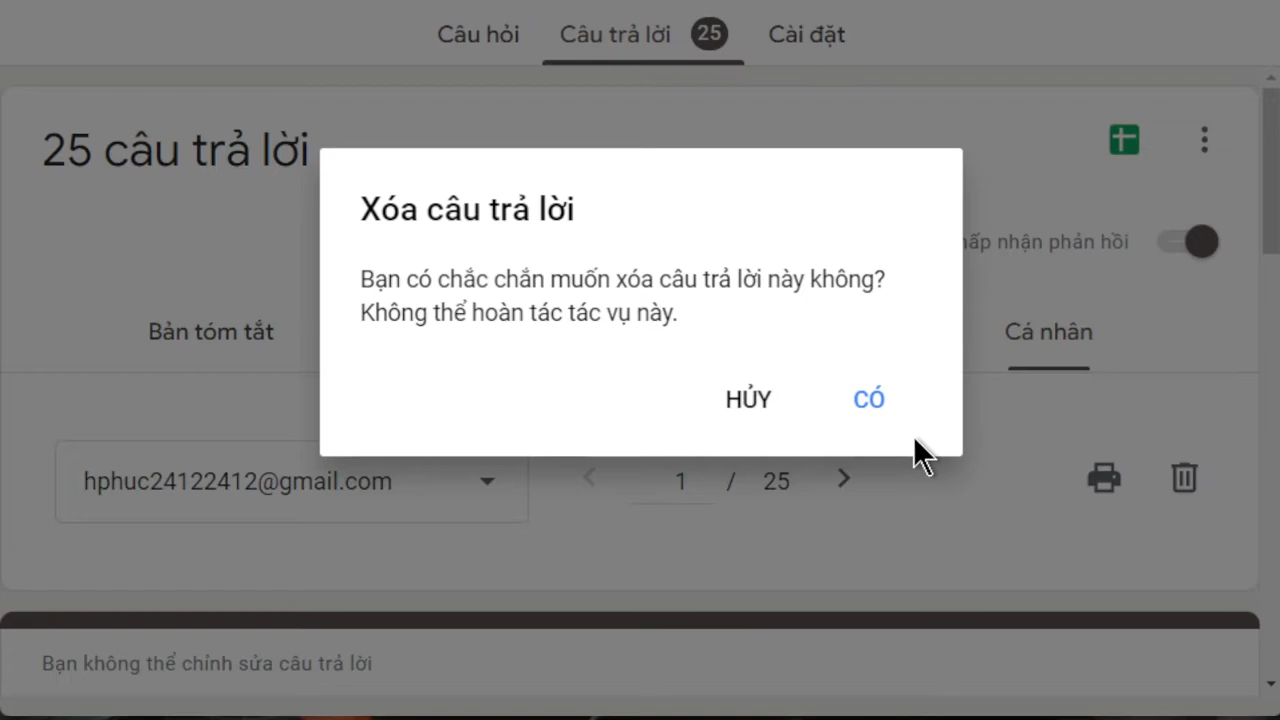 Câu hỏi
Câu trả lời
25
Cài đặt
25 câu trả lời
Xóa câu trả lời
Bạn có chắc chắn muốn xóa câu trả lời này không?
Không thể hoàn tác tác vụ này.
HỦY
CÓ
nhận phản hồi
Bản tóm tắt
Cá nhân
hphuc24122412@gmail.com
1 / 25
Bạn không thể chỉnh sửa câu trả lời